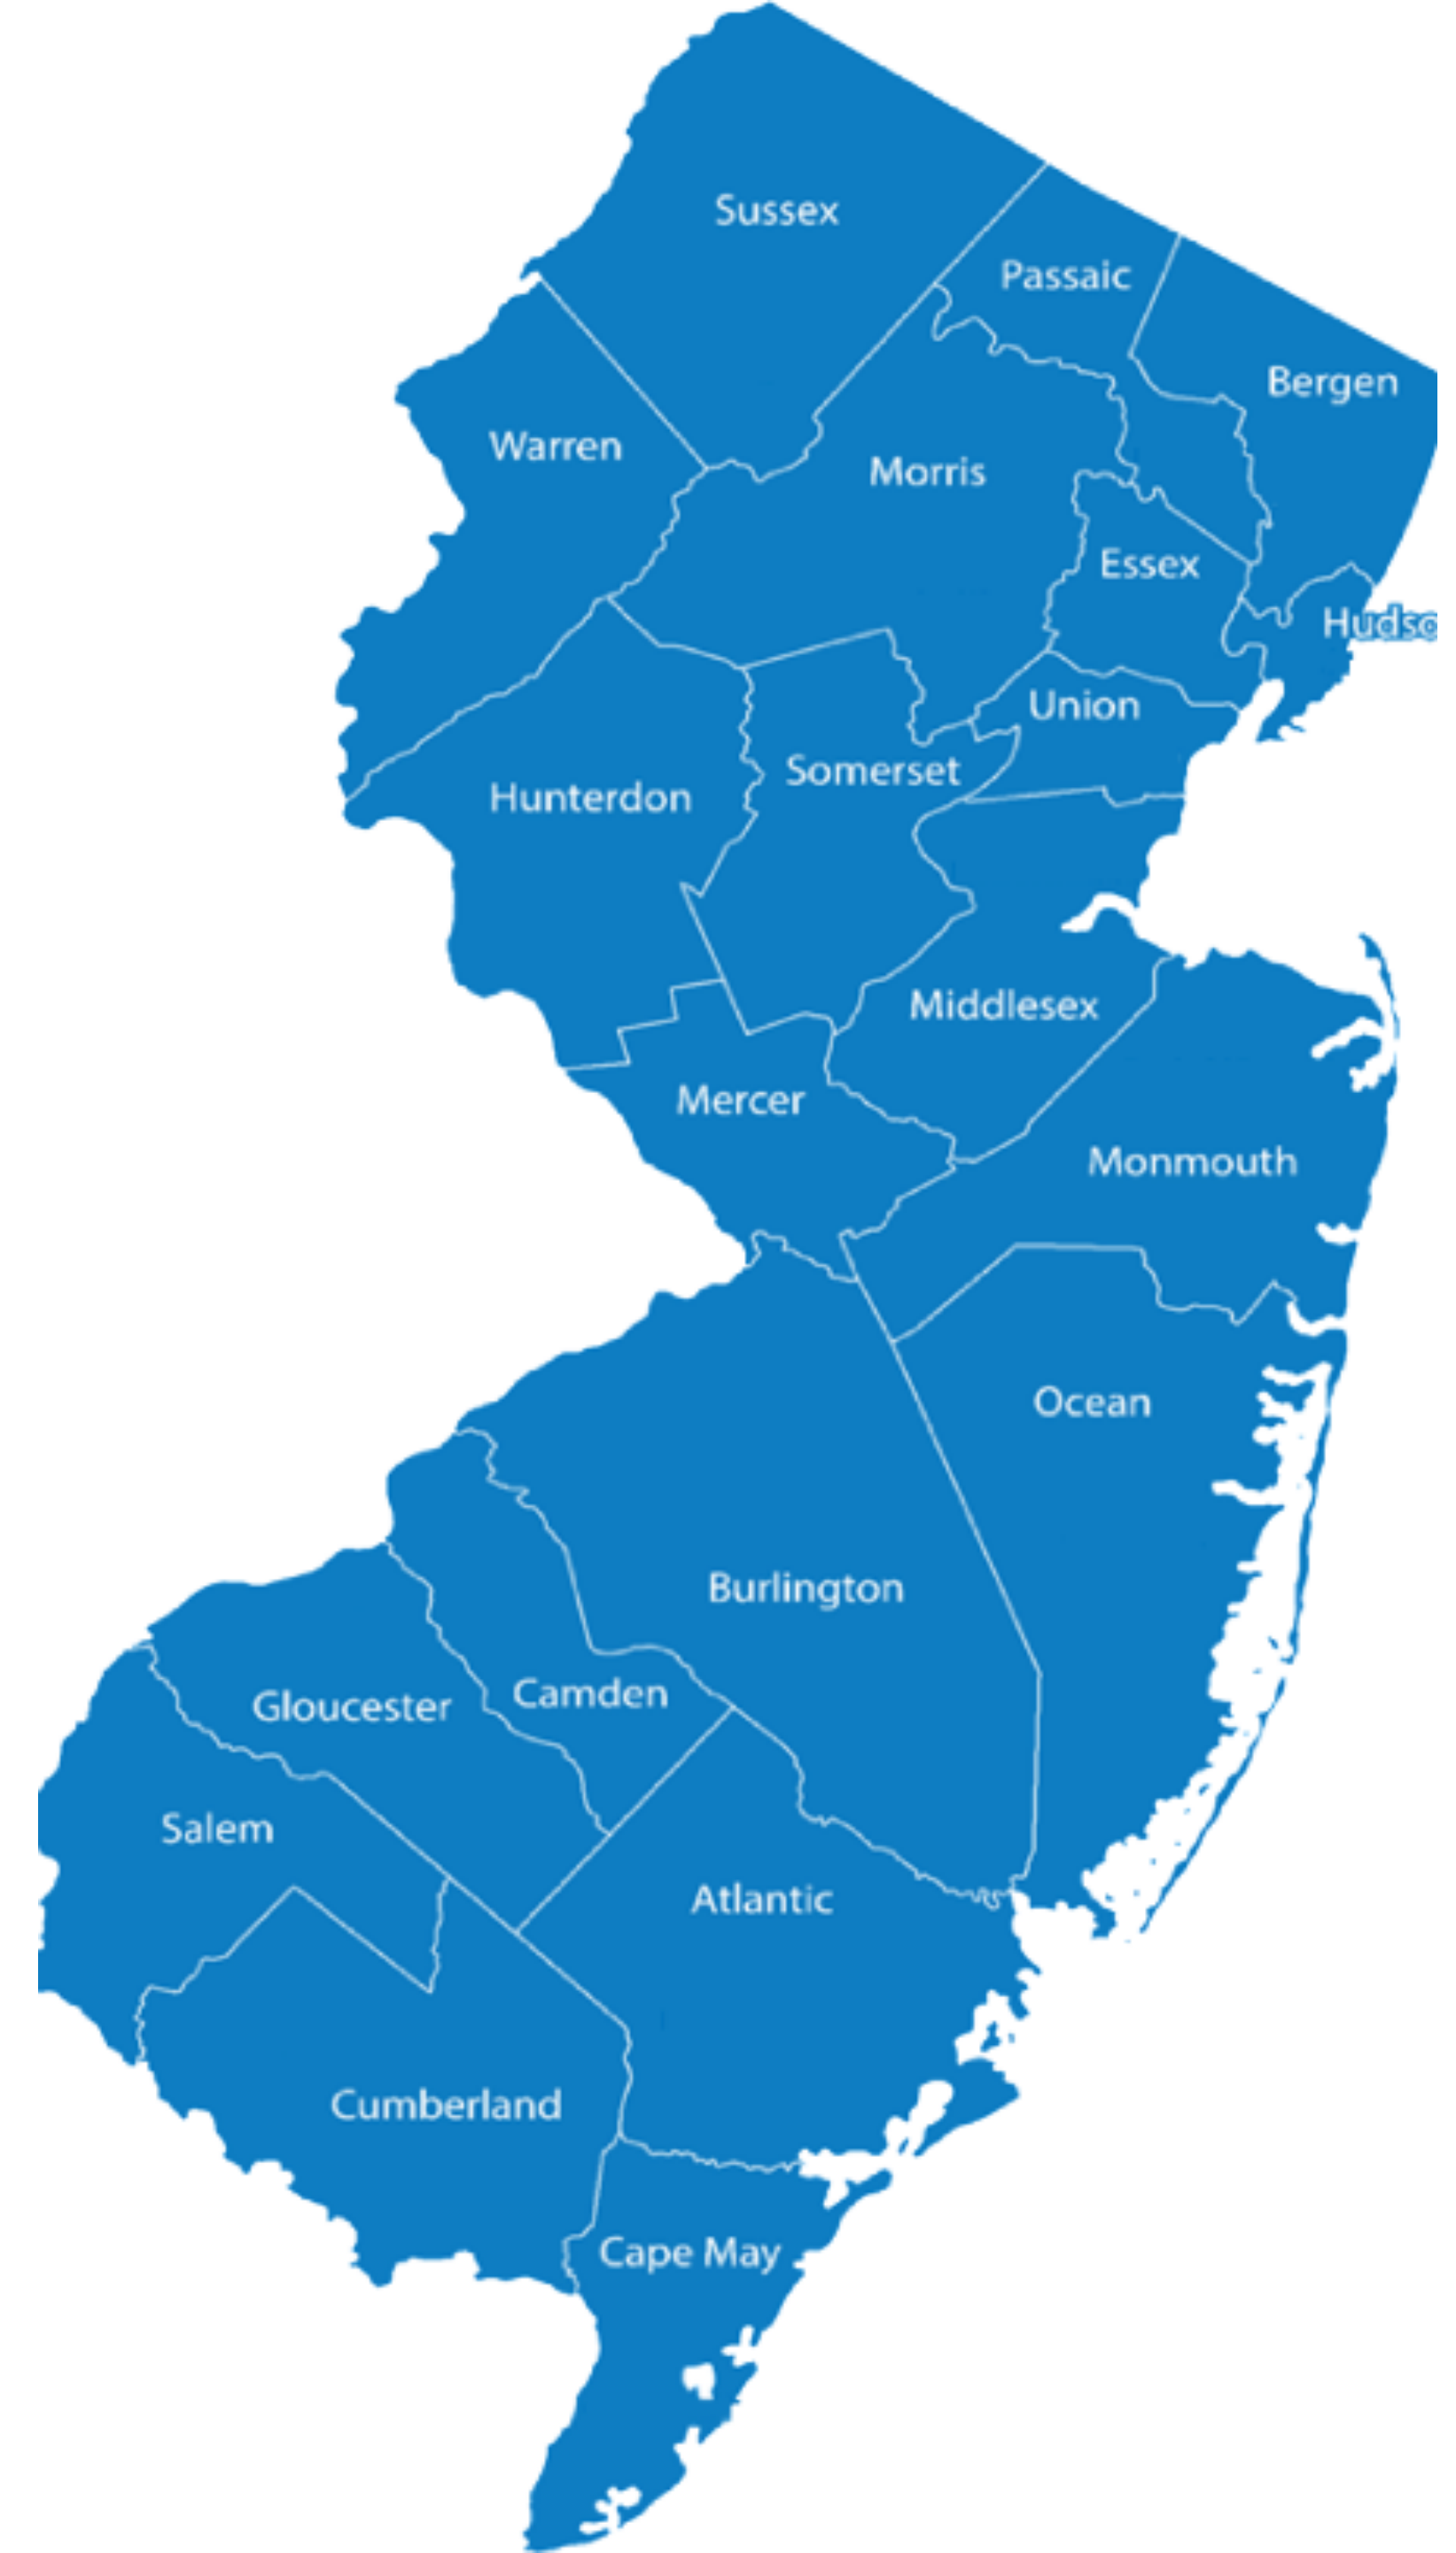 Sussex
Passaic
Bergen
Warren
Morris
Essex
Hudso
Union
Somerset
Hunterdon
Middlesex
Mercer
Monmouth
Ocean
Burlington
Camden
Gloucester
Salem
Atlantic
Cumberland
Cape May